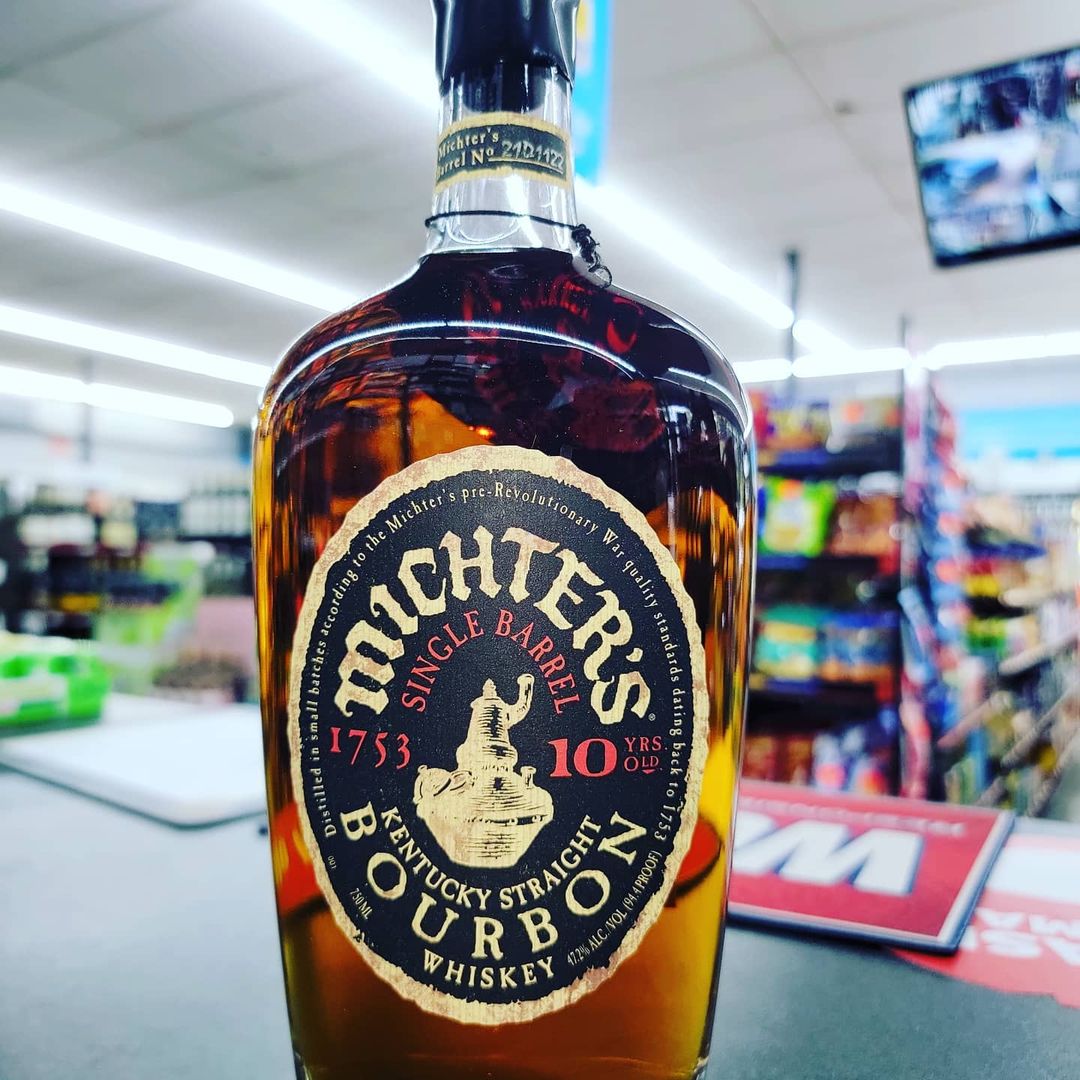 Michter's
Barrel Nº 21D1122
Distilled in small batches according to the Michter's pre-Revolutionary War quality standards dating back to 1753
MICHTER'S
SINGLE BARREL
1753
10 YRS. OLD
KENTUCKY STRAIGHT
BOURBON
WHISKEY
001
750ML
47.2% ALC./VOL (94.4 PROOF)